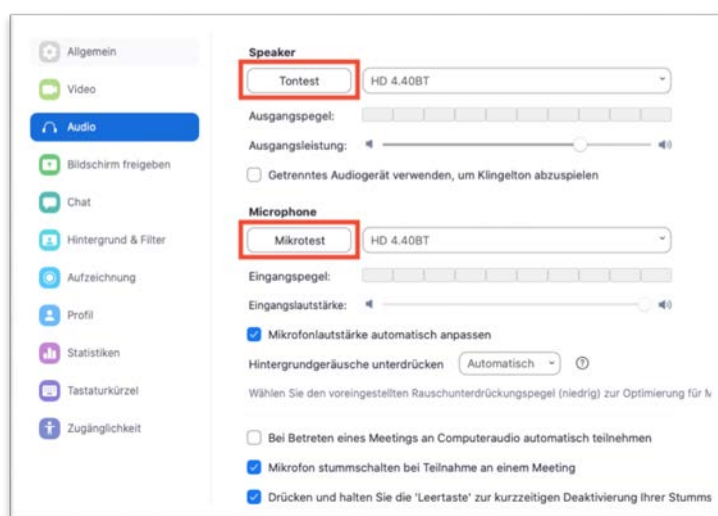 Allgemein
Video
Audio
Bildschirm freigeben
Chat
Hintergrund & Filter
Aufzeichnung
Profil
Statistiken
Tastaturkürzel
Zugänglichkeit
Speaker
Tontest HD 4.40BT
Ausgangspegel:
Ausgangsleistung:
Getrenntes Audiogerät verwenden, um Klingelton abzuspielen
Microphone
Mikrotest HD 4.40BT
Eingangspegel:
Eingangslautstärke:
Mikrofonlautstärke automatisch anpassen
Hintergrundgeräusche unterdrücken Automatisch ?
Wählen Sie den voreingestellten Rauschunterdrückungspegel (niedrig) zur Optimierung für M
Bei Betreten eines Meetings an Computeraudio automatisch teilnehmen
Mikrofon stummschalten bei Teilnahme an einem Meeting
Drücken und halten Sie die 'Leertaste' zur kurzzeitigen Deaktivierung Ihrer Stumms